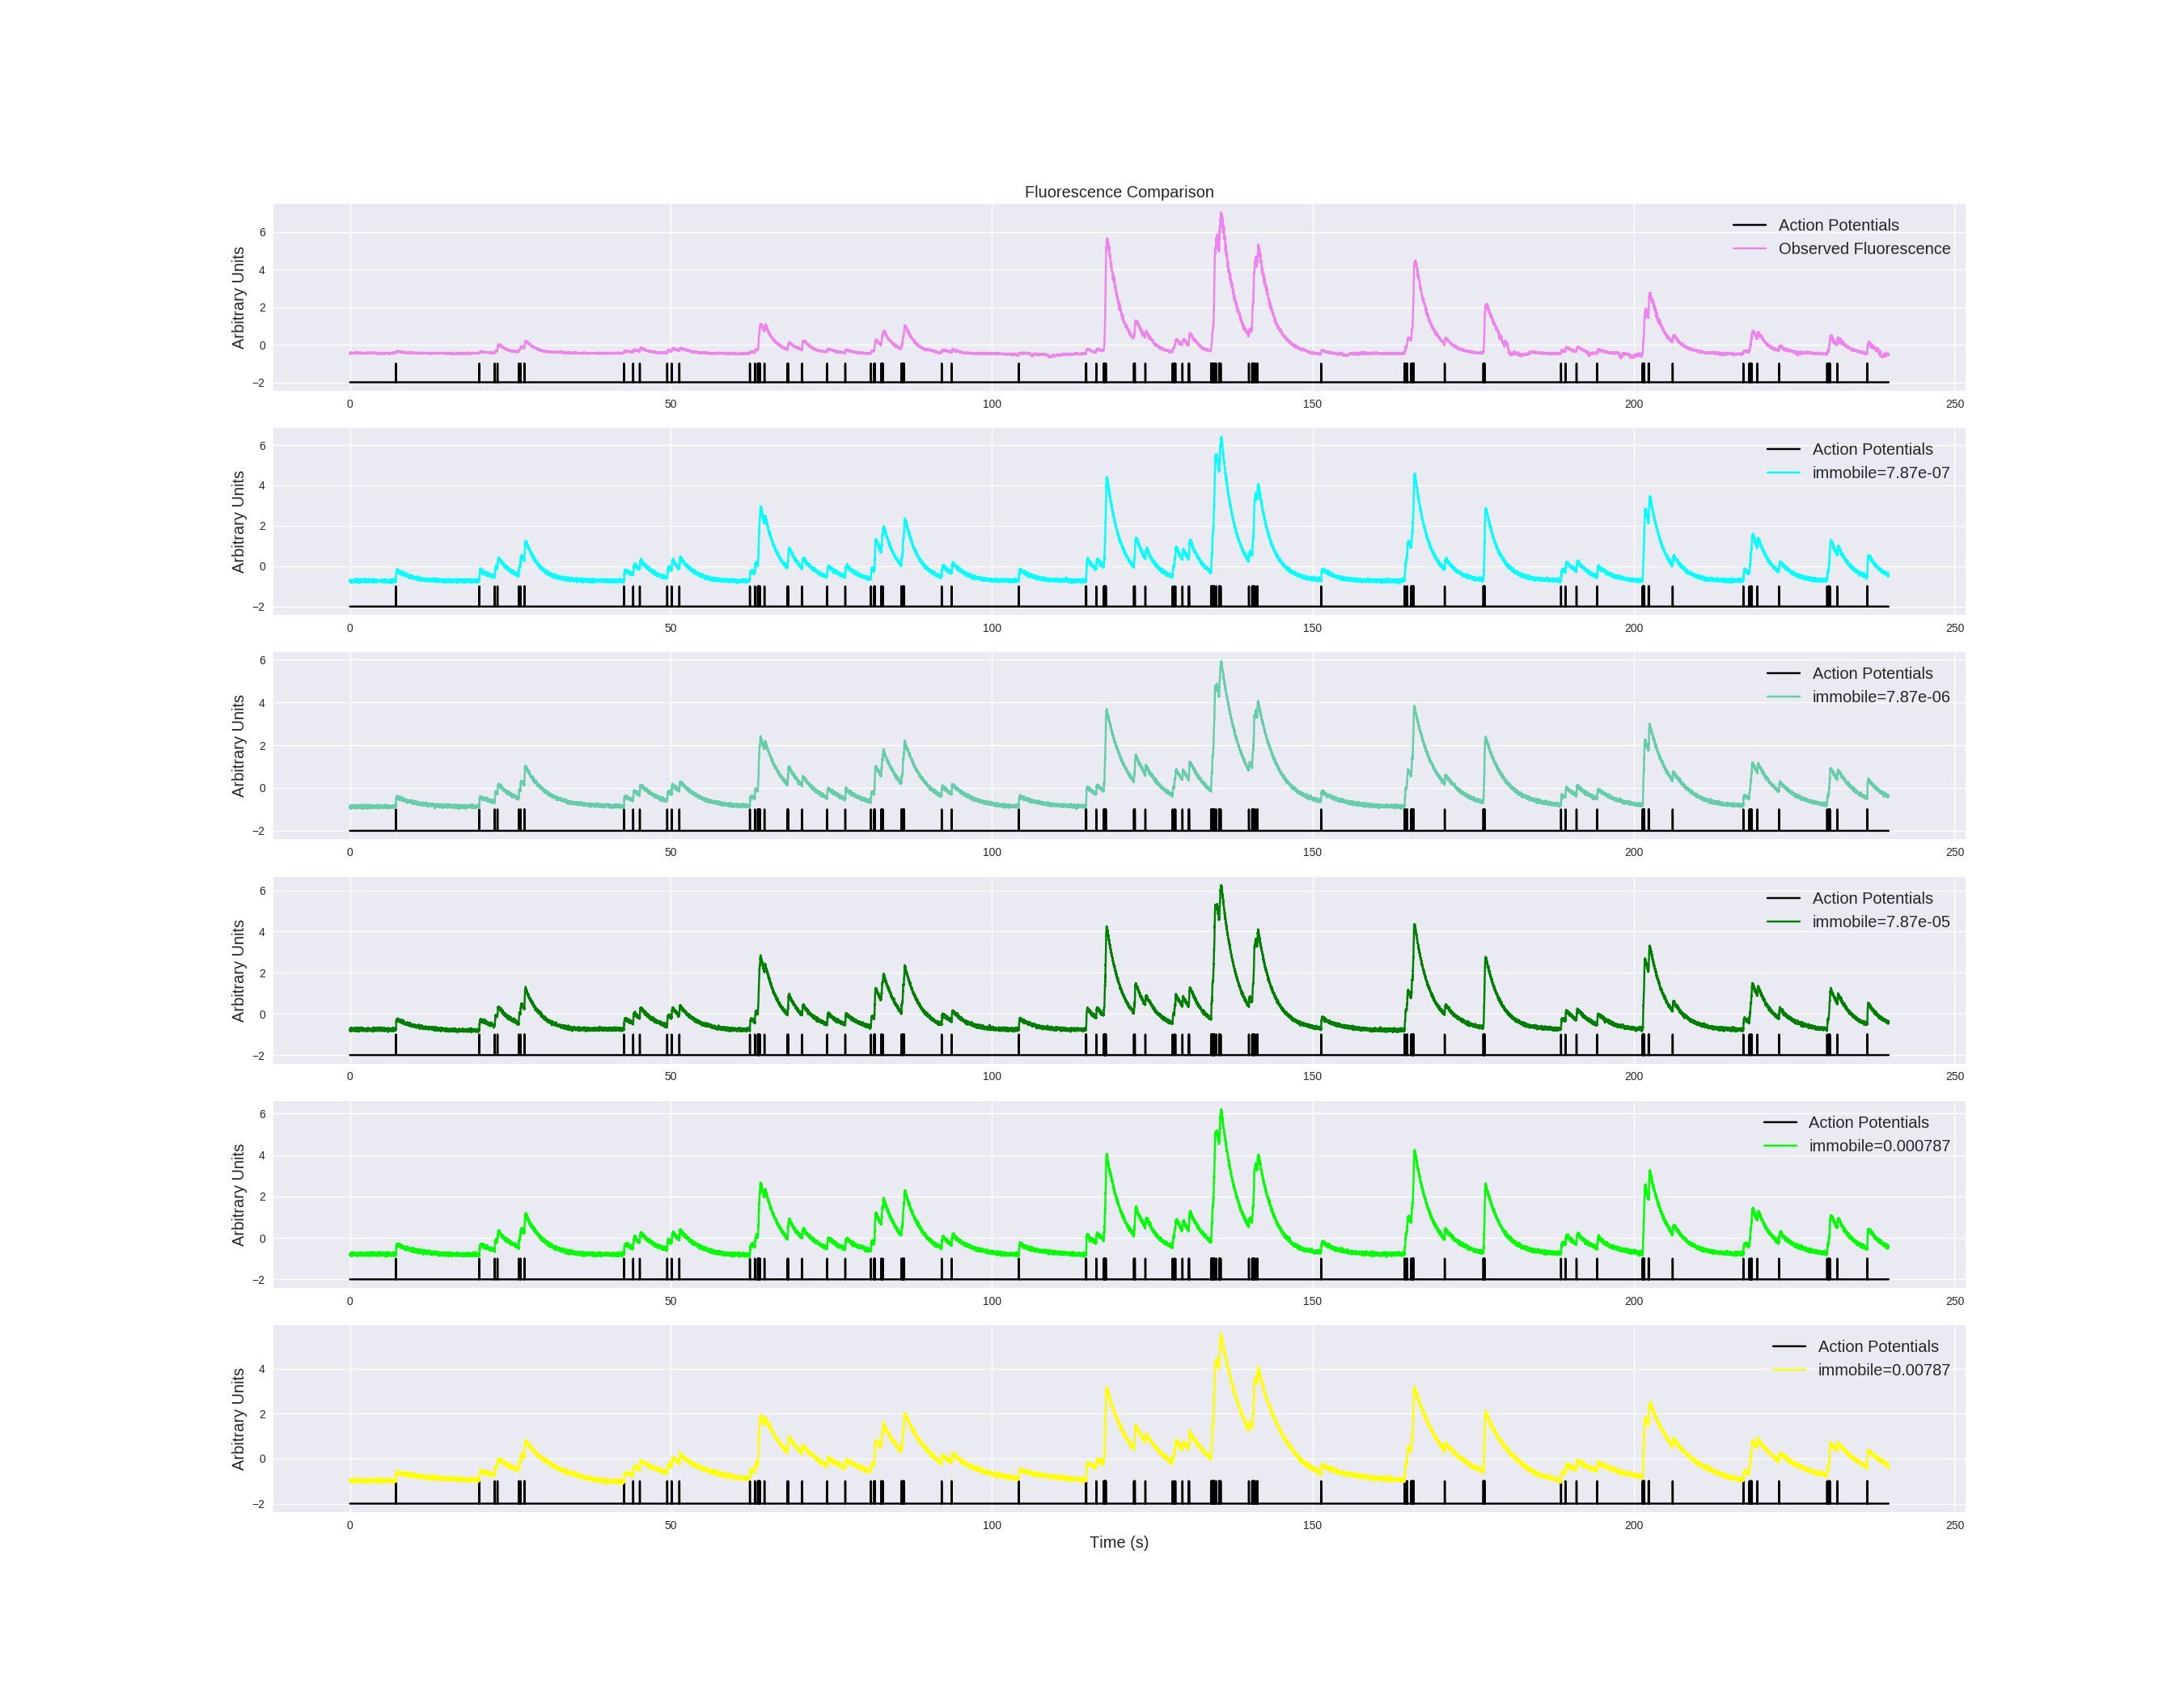 Fluorescence Comparison
Arbitrary Units
6
4
2
0
−2
Action Potentials
Observed Fluorescence
0 50 100 150 200 250
Arbitrary Units
6
4
2
0
−2
Action Potentials
immobile=7.87e-07
0 50 100 150 200 250
Arbitrary Units
6
4
2
0
−2
Action Potentials
immobile=7.87e-06
0 50 100 150 200 250
Arbitrary Units
6
4
2
0
−2
Action Potentials
immobile=7.87e-05
0 50 100 150 200 250
Arbitrary Units
6
4
2
0
−2
Action Potentials
immobile=0.000787
0 50 100 150 200 250
Arbitrary Units
4
2
0
−2
Action Potentials
immobile=0.00787
0 50 100 150 200 250
Time (s)